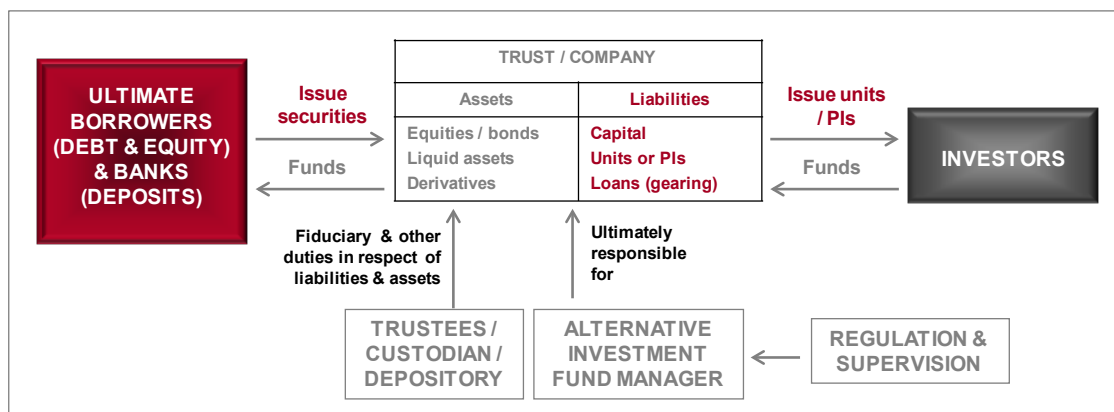 ULTIMATE
BORROWERS
(DEBT & EQUITY)
& BANKS
(DEPOSITS)
Issue
securities
Funds
TRUST / COMPANY
Assets
Liabilities
Equities / bonds
Liquid assets
Derivatives
Capital
Units or PIs
Loans (gearing)
Issue units
/ PIs
Funds
INVESTORS
Fiduciary & other
duties in respect of
liabilities & assets
Ultimately
responsible
for
TRUSTEES /
CUSTODIAN /
DEPOSITORY
ALTERNATIVE
INVESTMENT
FUND MANAGER
REGULATION &
SUPERVISION